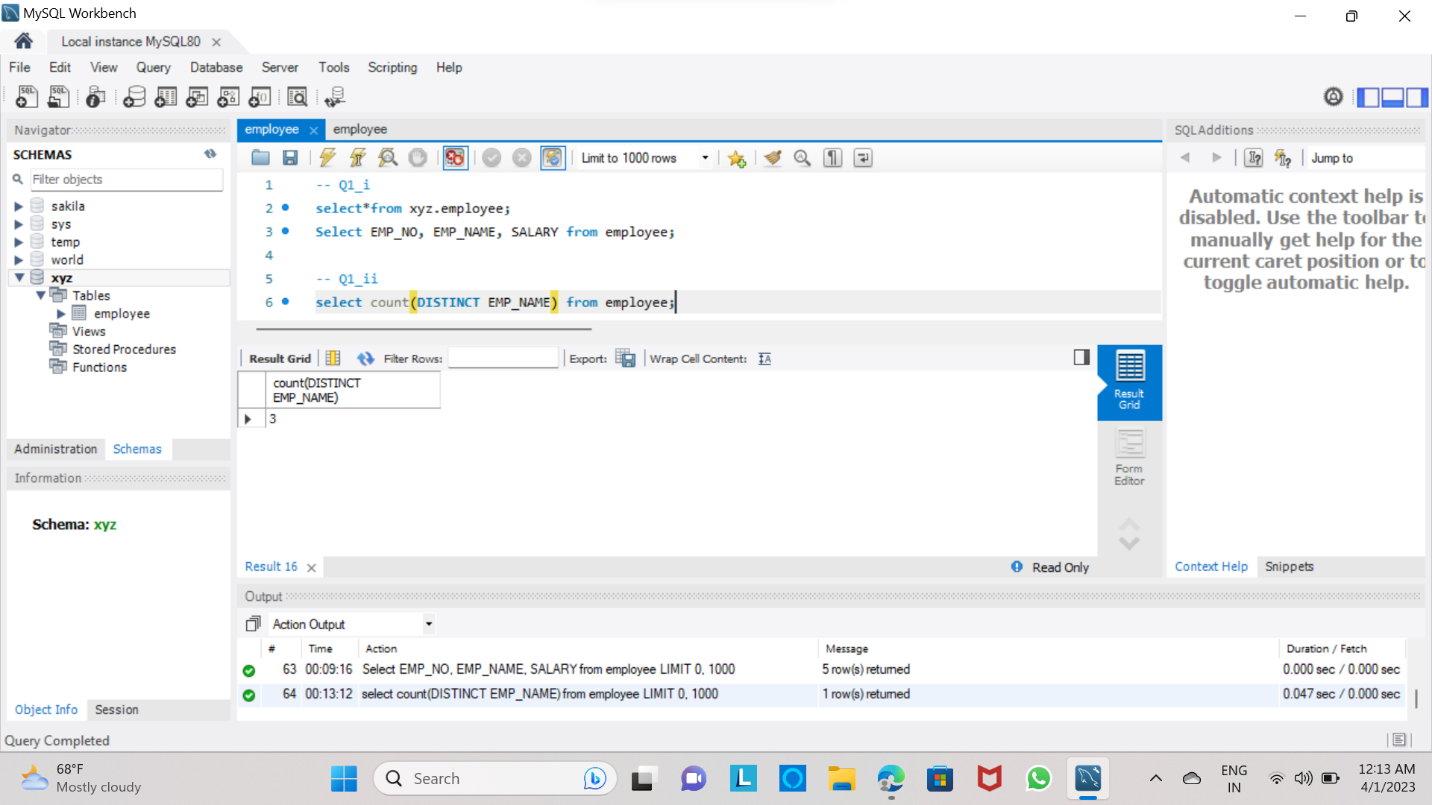 MySQL Workbench
Local instance MySQL80
File Edit View Query Database Server Tools Scripting Help
Navigator
SCHEMAS
Filter objects
sakila
sys
temp
world
xyz
Tables
employee
Views
Stored Procedures
Functions
Administration Schemas
Information
Schema: xyz
Object Info Session
employee employee
Limit to 1000 rows
1 -- Q1_i
2 select*from xyz.employee;
3 Select EMP_NO, EMP_NAME, SALARY from employee;
4
5 -- Q1_ii
6 select count(DISTINCT EMP_NAME) from employee;
Result Grid Filter Rows: Export: Wrap Cell Content:
count(DISTINCT
EMP_NAME)
3
Result
Grid
Form
Editor
Result 16 Read Only
SQLAdditions
Jump to
Automatic context help is
disabled. Use the toolbar to
manually get help for the
current caret position or to
toggle automatic help.
Context Help Snippets
Output
Action Output
# Time Action Message Duration / Fetch
63 00:09:16 Select EMP_NO, EMP_NAME, SALARY from employee LIMIT 0, 1000 5 row(s) returned 0.000 sec / 0.000 sec
64 00:13:12 select count(DISTINCT EMP_NAME) from employee LIMIT 0, 1000 1 row(s) returned 0.047 sec / 0.000 sec
Query Completed
68°F
Mostly cloudy
Search
ENG
IN
12:13 AM
4/1/2023